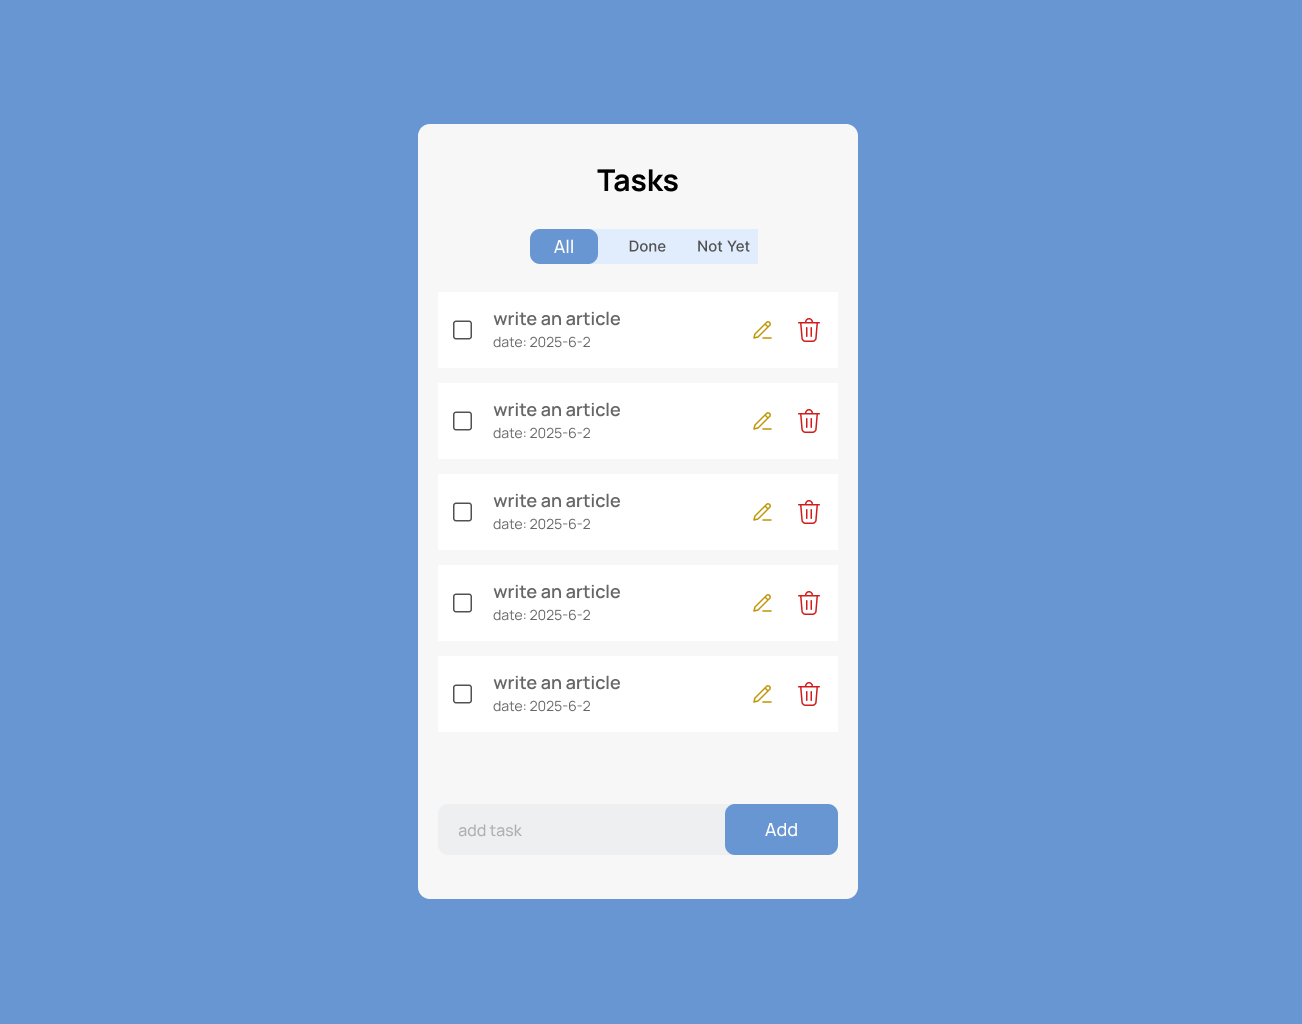 Tasks
All Done Not Yet
write an article
date: 2025-6-2
write an article
date: 2025-6-2
write an article
date: 2025-6-2
write an article
date: 2025-6-2
write an article
date: 2025-6-2
add task Add